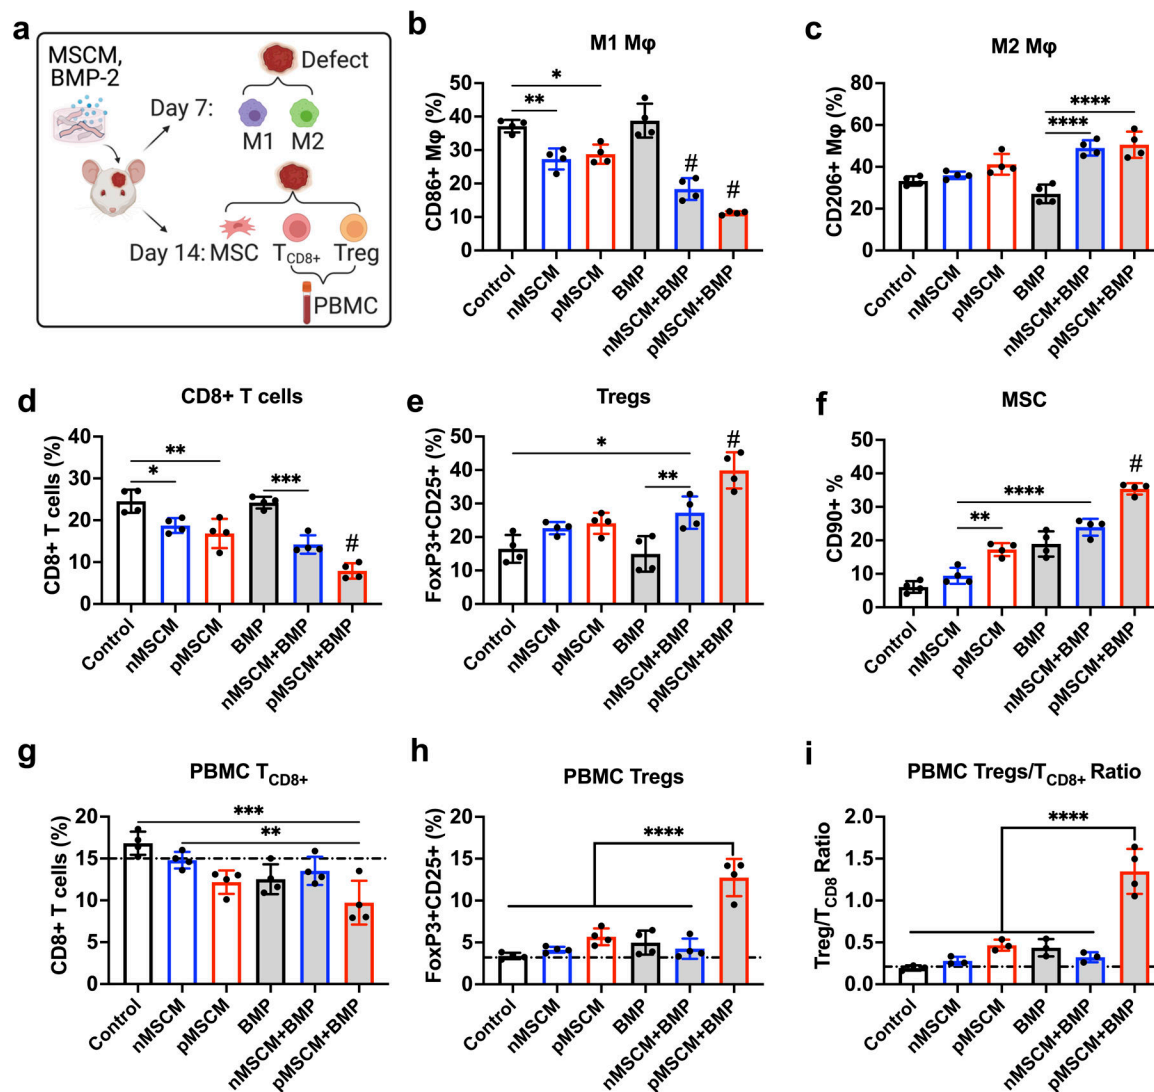 a
MSCM,
BMP-2
Day 7:
Defect
M1 M2
Day 14: MSC TCD8+ Treg
PBMC
b
M1 Mφ
CD86+ Mφ (%)
50
40
30
20
10
0
*
**
#
#
Control
nMSCM
pMSCM
BMP
nMSCM+BMP
pMSCM+BMP
c
M2 Mφ
CD206+ Mφ (%)
80
60
40
20
0
****
****
Control
nMSCM
pMSCM
BMP
nMSCM+BMP
pMSCM+BMP
d
CD8+ T cells
CD8+ T cells (%)
40
30
20
10
0
**
*
***
#
Control
nMSCM
pMSCM
BMP
nMSCM+BMP
pMSCM+BMP
e
Tregs
FoxP3+CD25+ (%)
50
40
30
20
10
0
*
**
#
Control
nMSCM
pMSCM
BMP
nMSCM+BMP
pMSCM+BMP
f
MSC
CD90+ %
50
40
30
20
10
0
****
**
#
Control
nMSCM
pMSCM
BMP
nMSCM+BMP
pMSCM+BMP
g
PBMC TCD8+
CD8+ T cells (%)
20
15
10
5
0
***
**
Control
nMSCM
pMSCM
BMP
nMSCM+BMP
pMSCM+BMP
h
PBMC Tregs
FoxP3+CD25+ (%)
20
15
10
5
0
****
Control
nMSCM
pMSCM
BMP
nMSCM+BMP
pMSCM+BMP
i
PBMC Tregs/TCD8+ Ratio
Treg/TCD8 Ratio
2.0
1.5
1.0
0.5
0.0
****
Control
nMSCM
pMSCM
BMP
nMSCM+BMP
pMSCM+BMP